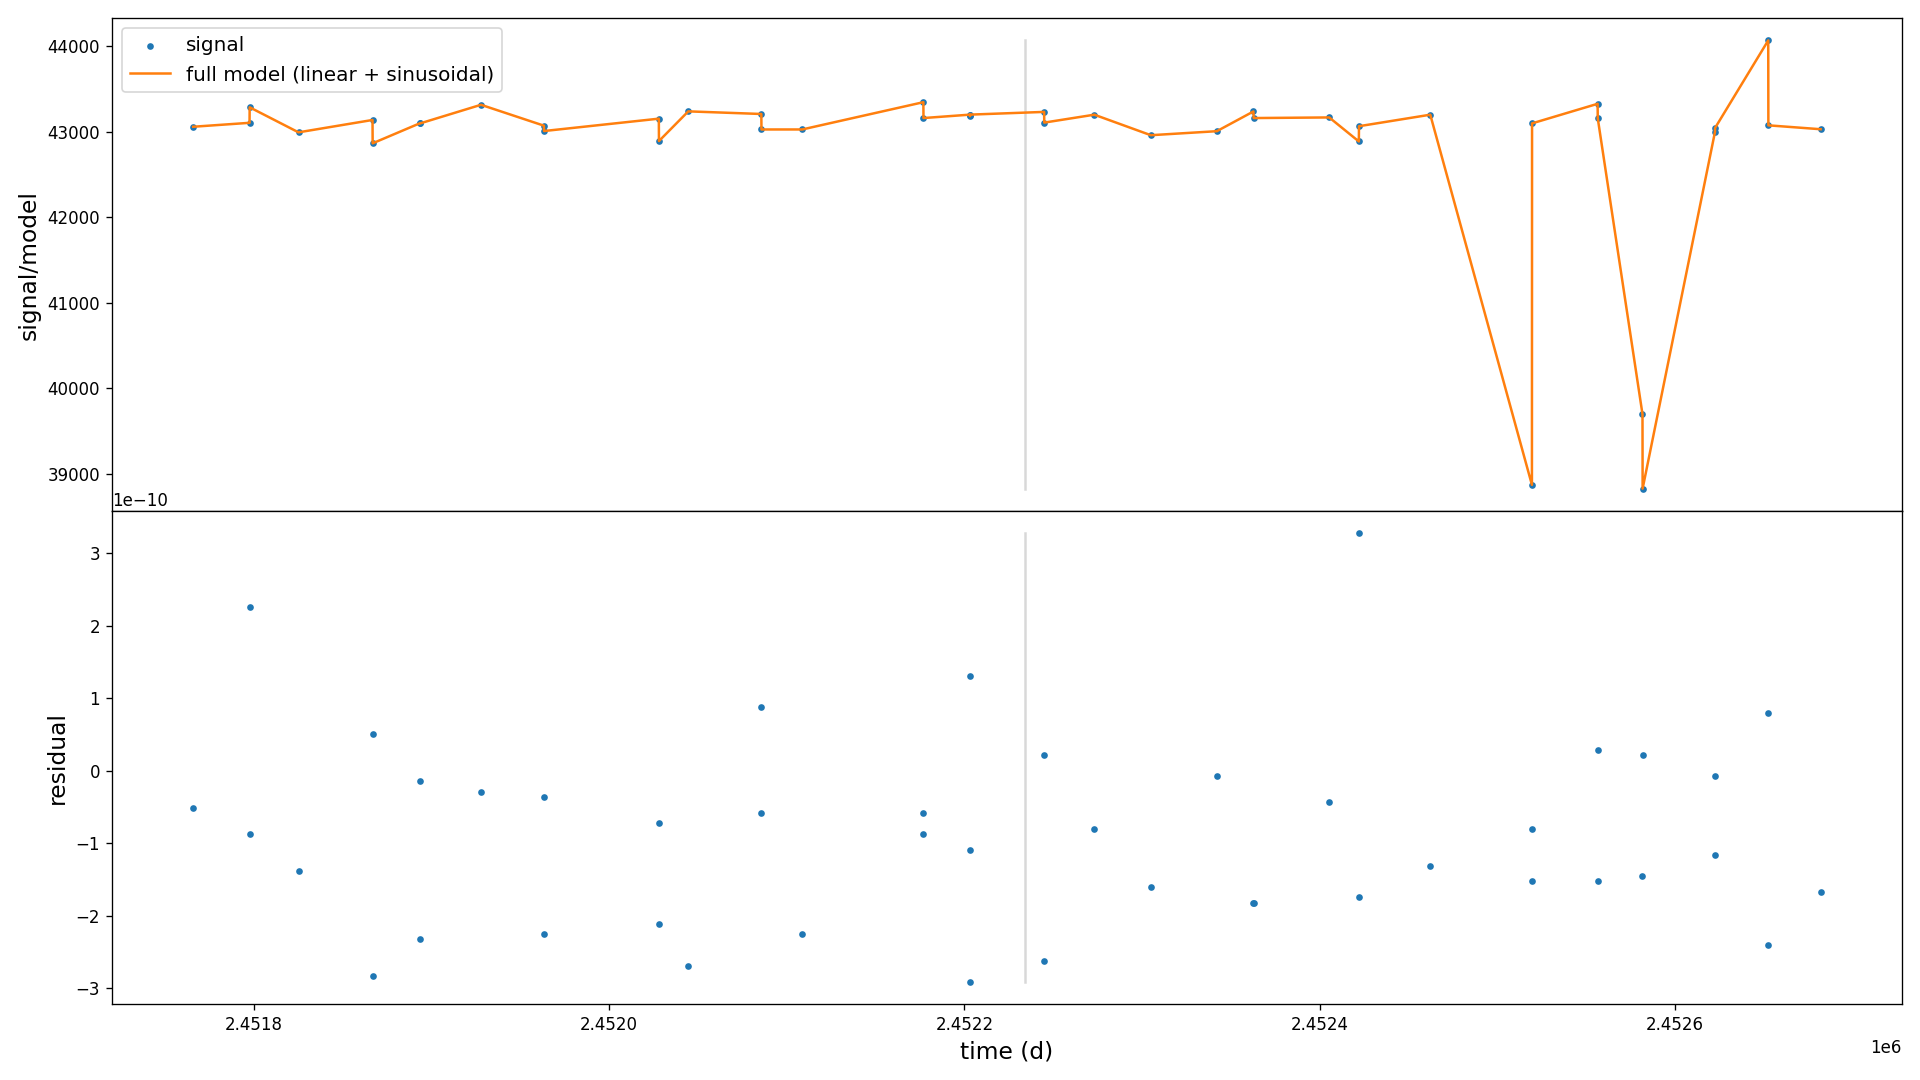 signal
full model (linear + sinusoidal)
44000
43000
42000
41000
40000
39000
signal/model
1e−10
3
2
1
0
−1
−2
−3
residual
2.4518
2.4520
2.4522
2.4524
2.4526
time (d)
1e6